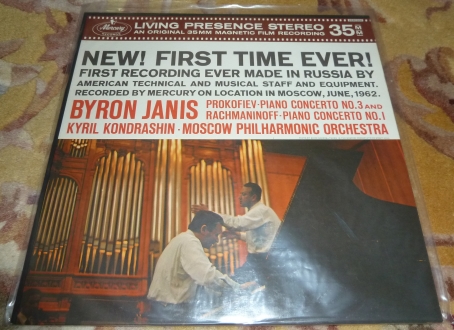 Mercury LIVING PRESENCE STEREO 35 MM
AN ORIGINAL 35MM MAGNETIC FILM RECORDING
NEW! FIRST TIME EVER!
FIRST RECORDING EVER MADE IN RUSSIA BY
AMERICAN TECHNICAL AND MUSICAL STAFF AND EQUIPMENT.
RECORDED BY MERCURY ON LOCATION IN MOSCOW, JUNE, 1962.
BYRON JANIS PROKOFIEV·PIANO CONCERTO NO.3 AND
RACHMANINOFF·PIANO CONCERTO NO.1
KYRIL KONDRASHIN·MOSCOW PHILHARMONIC ORCHESTRA